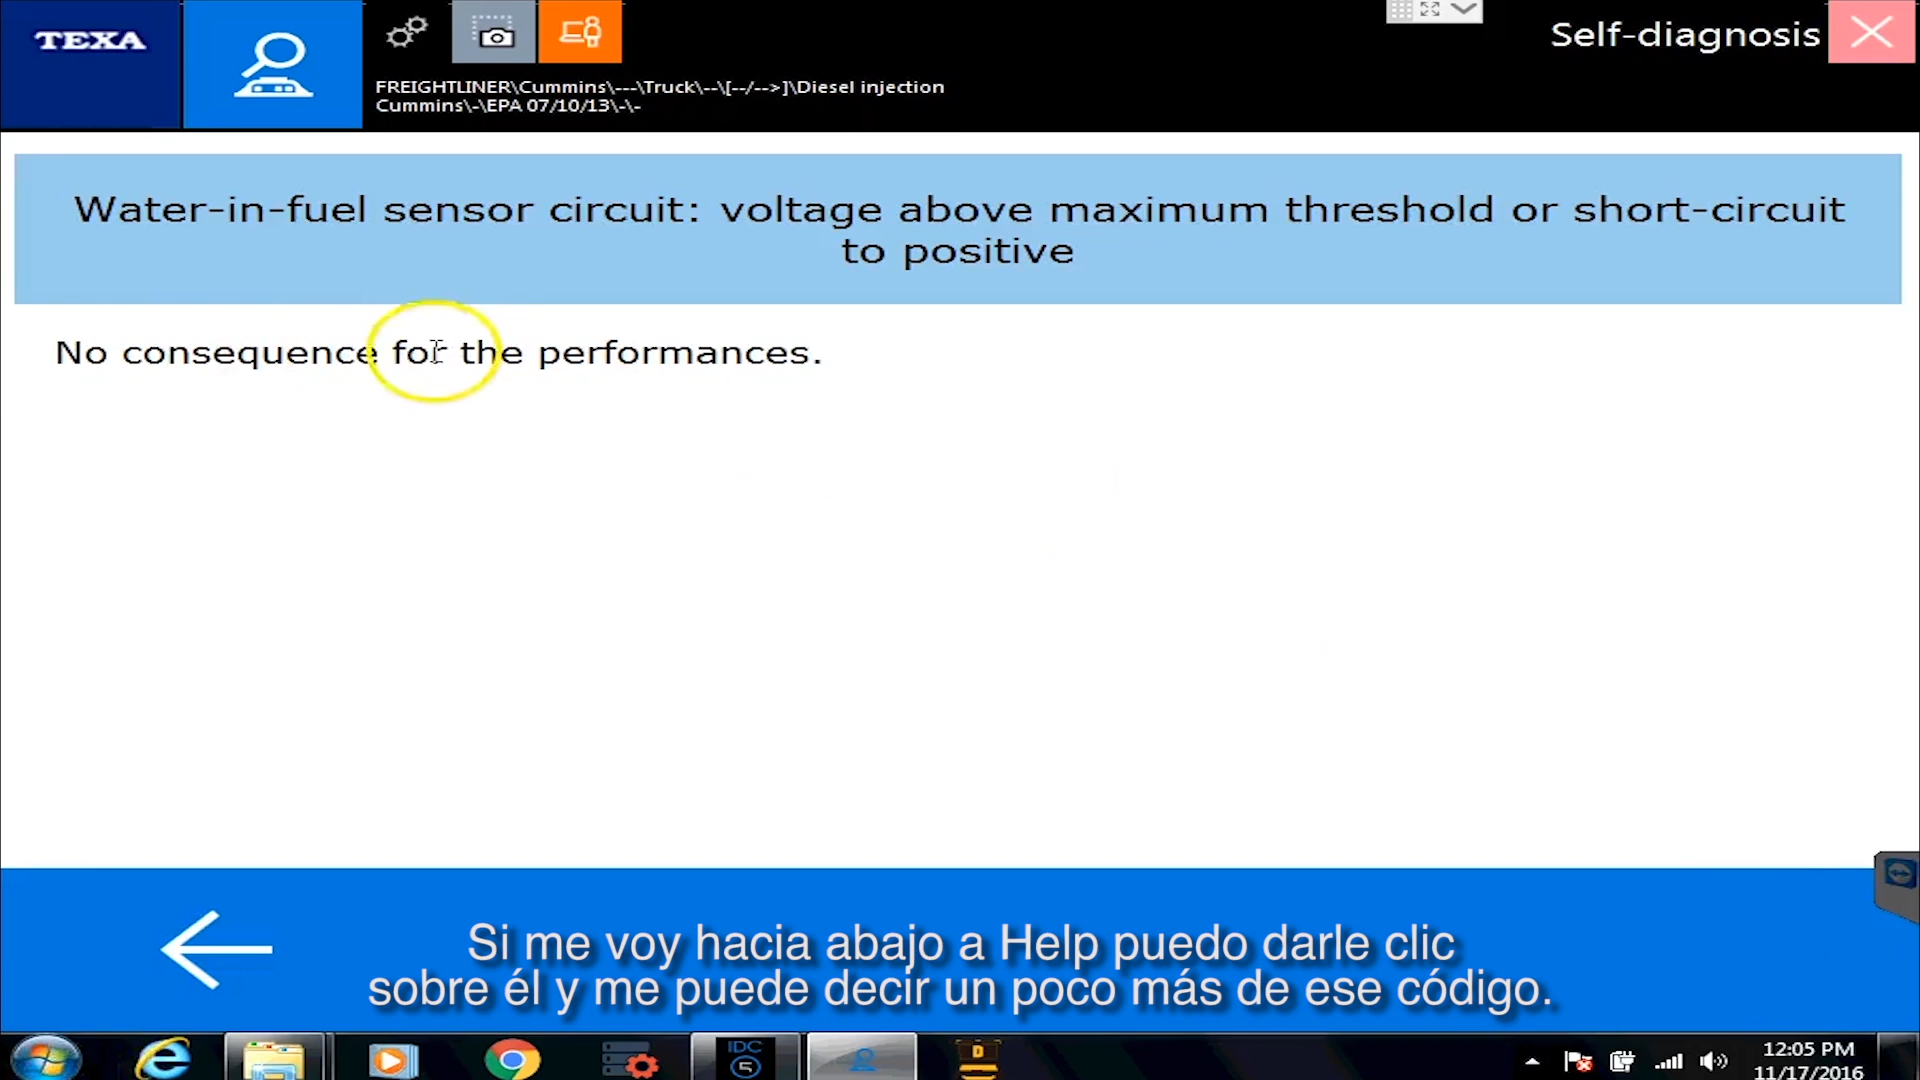 TEXA
Self-diagnosis
FREIGHTLINER\Cummins\---\Truck\--\[--/-->]\Diesel injection
Cummins\-\EPA 07/10/13\-\-
Water-in-fuel sensor circuit: voltage above maximum threshold or short-circuit
to positive
No consequence for the performances.
Si me voy hacia abajo a Help puedo darle clic
sobre él y me puede decir un poco más de ese código.
IDC
5
D
12:05 PM
11/17/2016